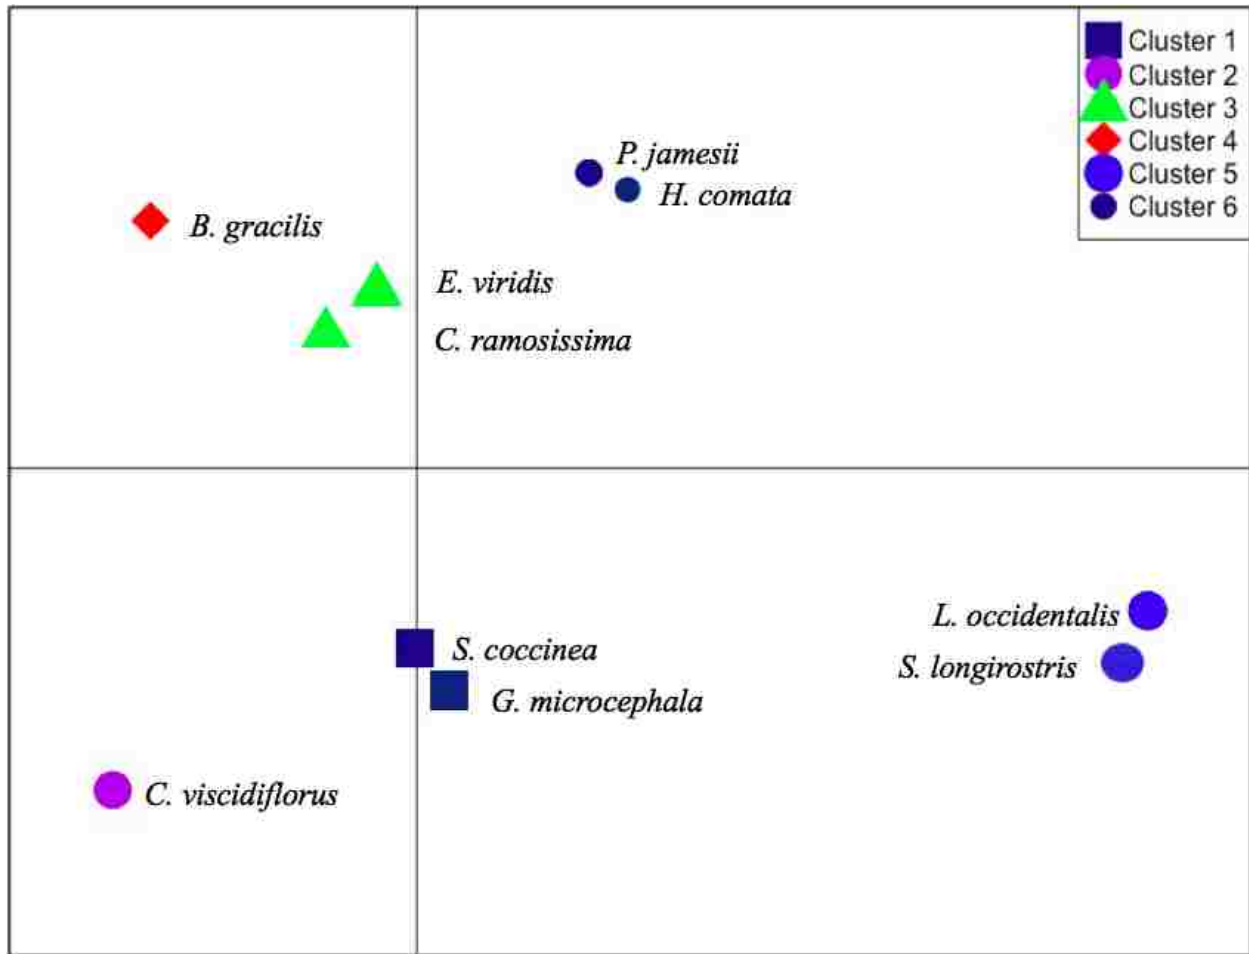 Cluster 1
Cluster 2
Cluster 3
Cluster 4
Cluster 5
Cluster 6
P. jamesii
H. comata
B. gracilis
E. viridis
C. ramosissima
L. occidentalis
S. coccinea
S. longirostris
G. microcephala
C. viscidiflorus